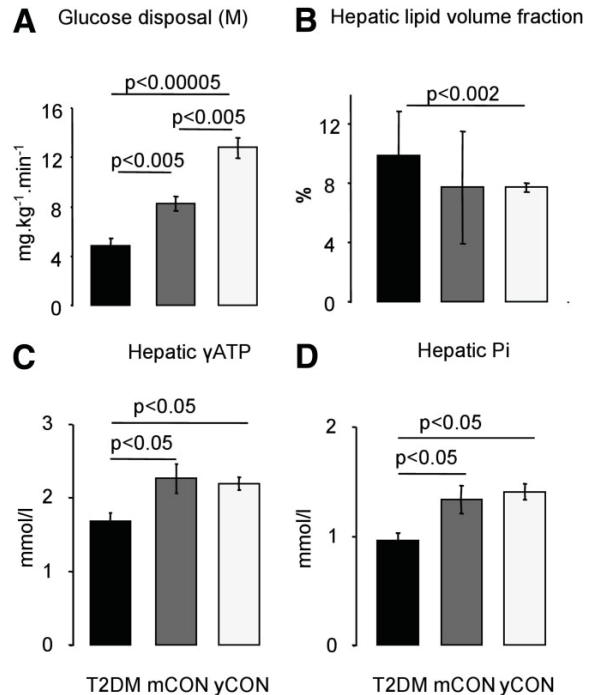 A Glucose disposal (M)
p<0.00005
p<0.005
p<0.005
mg.kg⁻¹.min⁻¹
16
12
8
4
0
B Hepatic lipid volume fraction
p<0.002
%
12
8
4
0
C Hepatic γATP
p<0.05
p<0.05
mmol/l
3
2
1
0
T2DM mCON yCON
D Hepatic Pi
p<0.05
p<0.05
mmol/l
2
1
0
T2DM mCON yCON